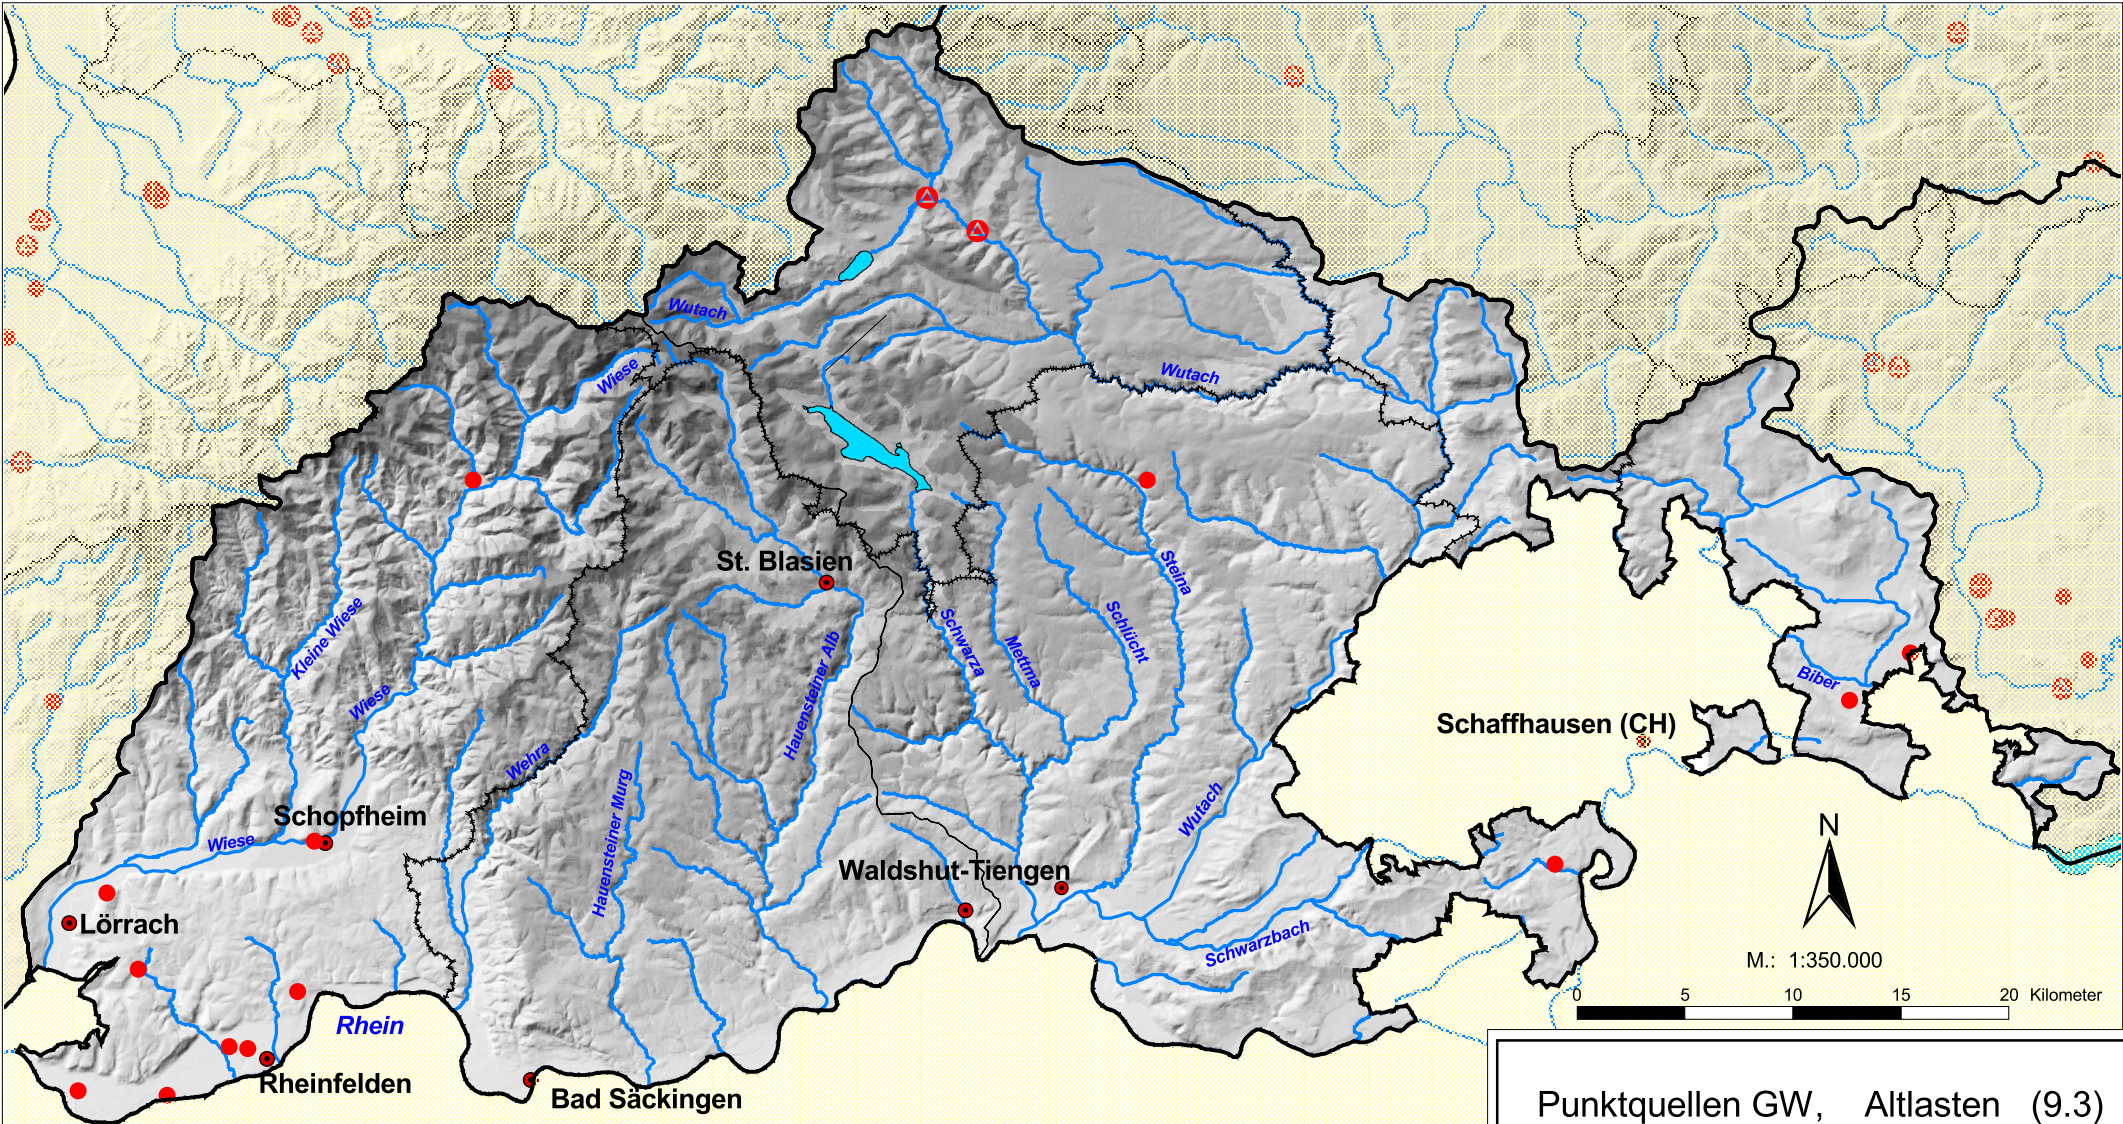 Wutach
Wiese
Wutach
St. Blasien
Steina
Kleine Wiese
Schwarza
Mettma
Schlücht
Hauensteiner Alb
Wiese
Biber
Schaffhausen (CH)
Wehra
Hauensteiner Murg
Wutach
Schopfheim
Wiese
N
Waldshut-Tiengen
Lörrach
Schwarzbach
M.: 1:350.000
0 5 10 15 20 Kilometer
Rhein
Rheinfelden
Bad Säckingen
Punktquellen GW, Altlasten (9.3)